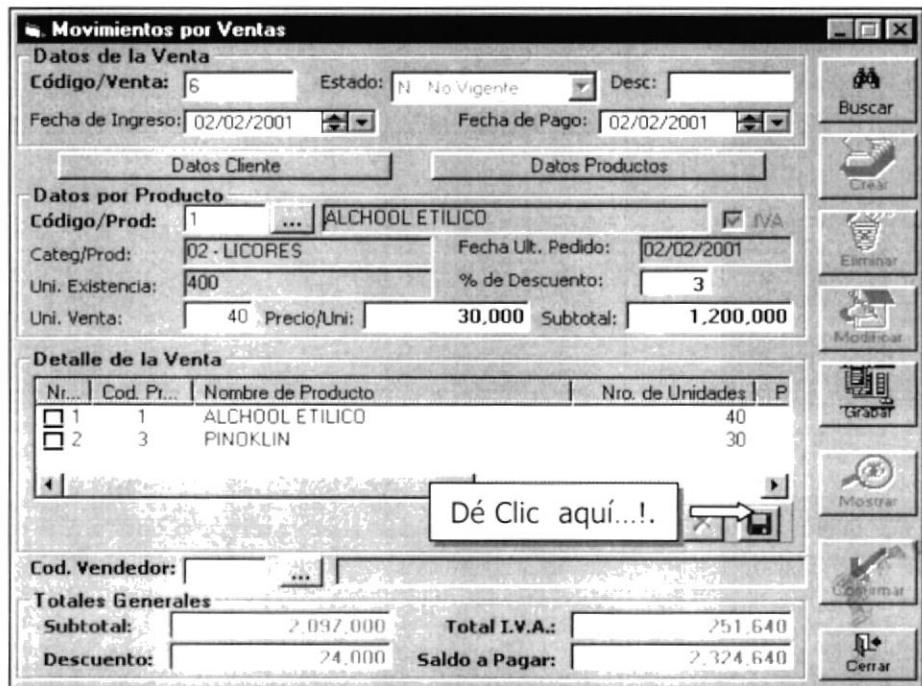 Movimientos por Ventas
Datos de la Venta
Código/Venta: 6 Estado: N No Vigente Desc:
Fecha de Ingreso: 02/02/2001 Fecha de Pago: 02/02/2001
Datos Cliente Datos Productos
Datos por Producto
Código/Prod: 1 ... ALCHOOL ETILICO IVA
Categ/Prod: 02 - LICORES Fecha Ult. Pedido: 02/02/2001
Uni. Existencia: 400 % de Descuento: 3
Uni. Venta: 40 Precio/Uni: 30,000 Subtotal: 1,200,000
Detalle de la Venta
Nr... Cod. Pr... Nombre de Producto Nro. de Unidades P
1 1 ALCHOOL ETILICO 40
2 3 PINOKLIN 30
Dé Clic aquí...!.
Cod. Vendedor: ...
Totales Generales
Subtotal: 2,097,000 Total I.V.A.: 251,640
Descuento: 24,000 Saldo a Pagar: 2,324,640
Buscar
Crear
Eliminar
Modificar
Grabar
Mostrar
Confirmar
Cerrar